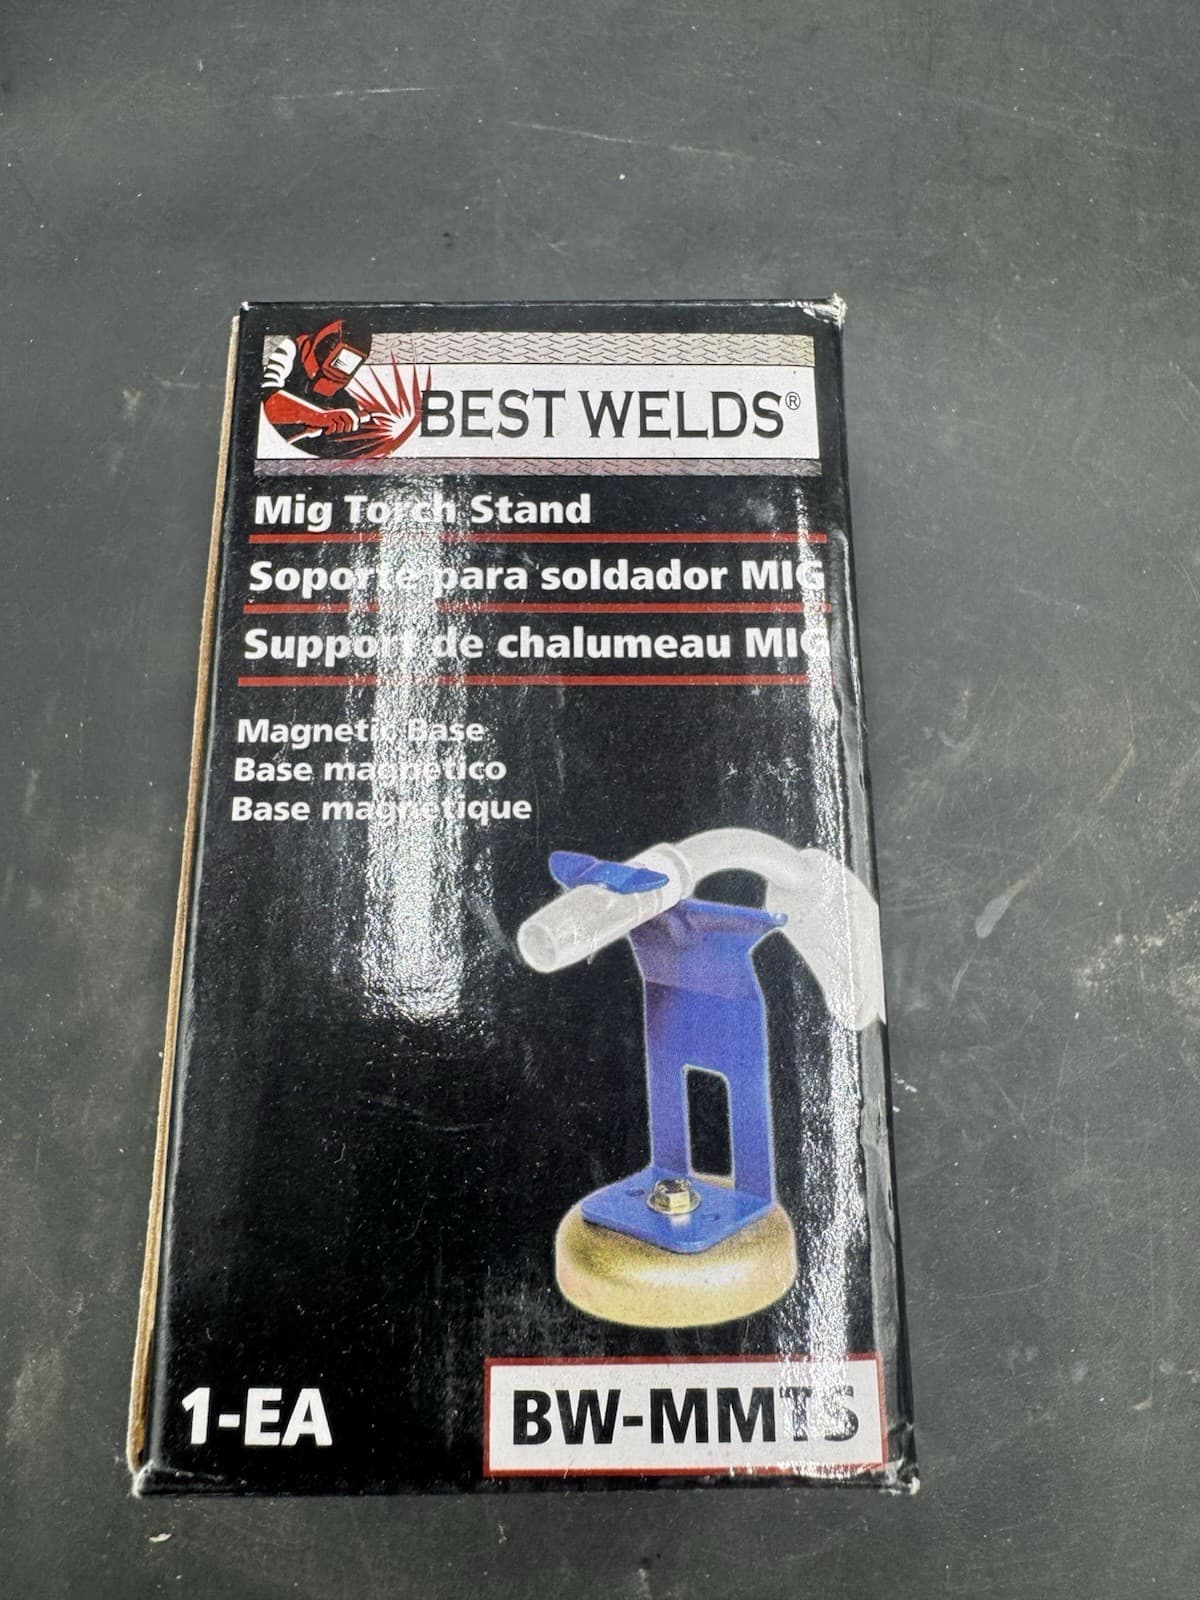 BEST WELDS®
Mig Torch Stand
Soporte para soldador MIG
Support de chalumeau MIG
Magnetic Base
Base magnetico
Base magnetique
1-EA
BW-MMTS